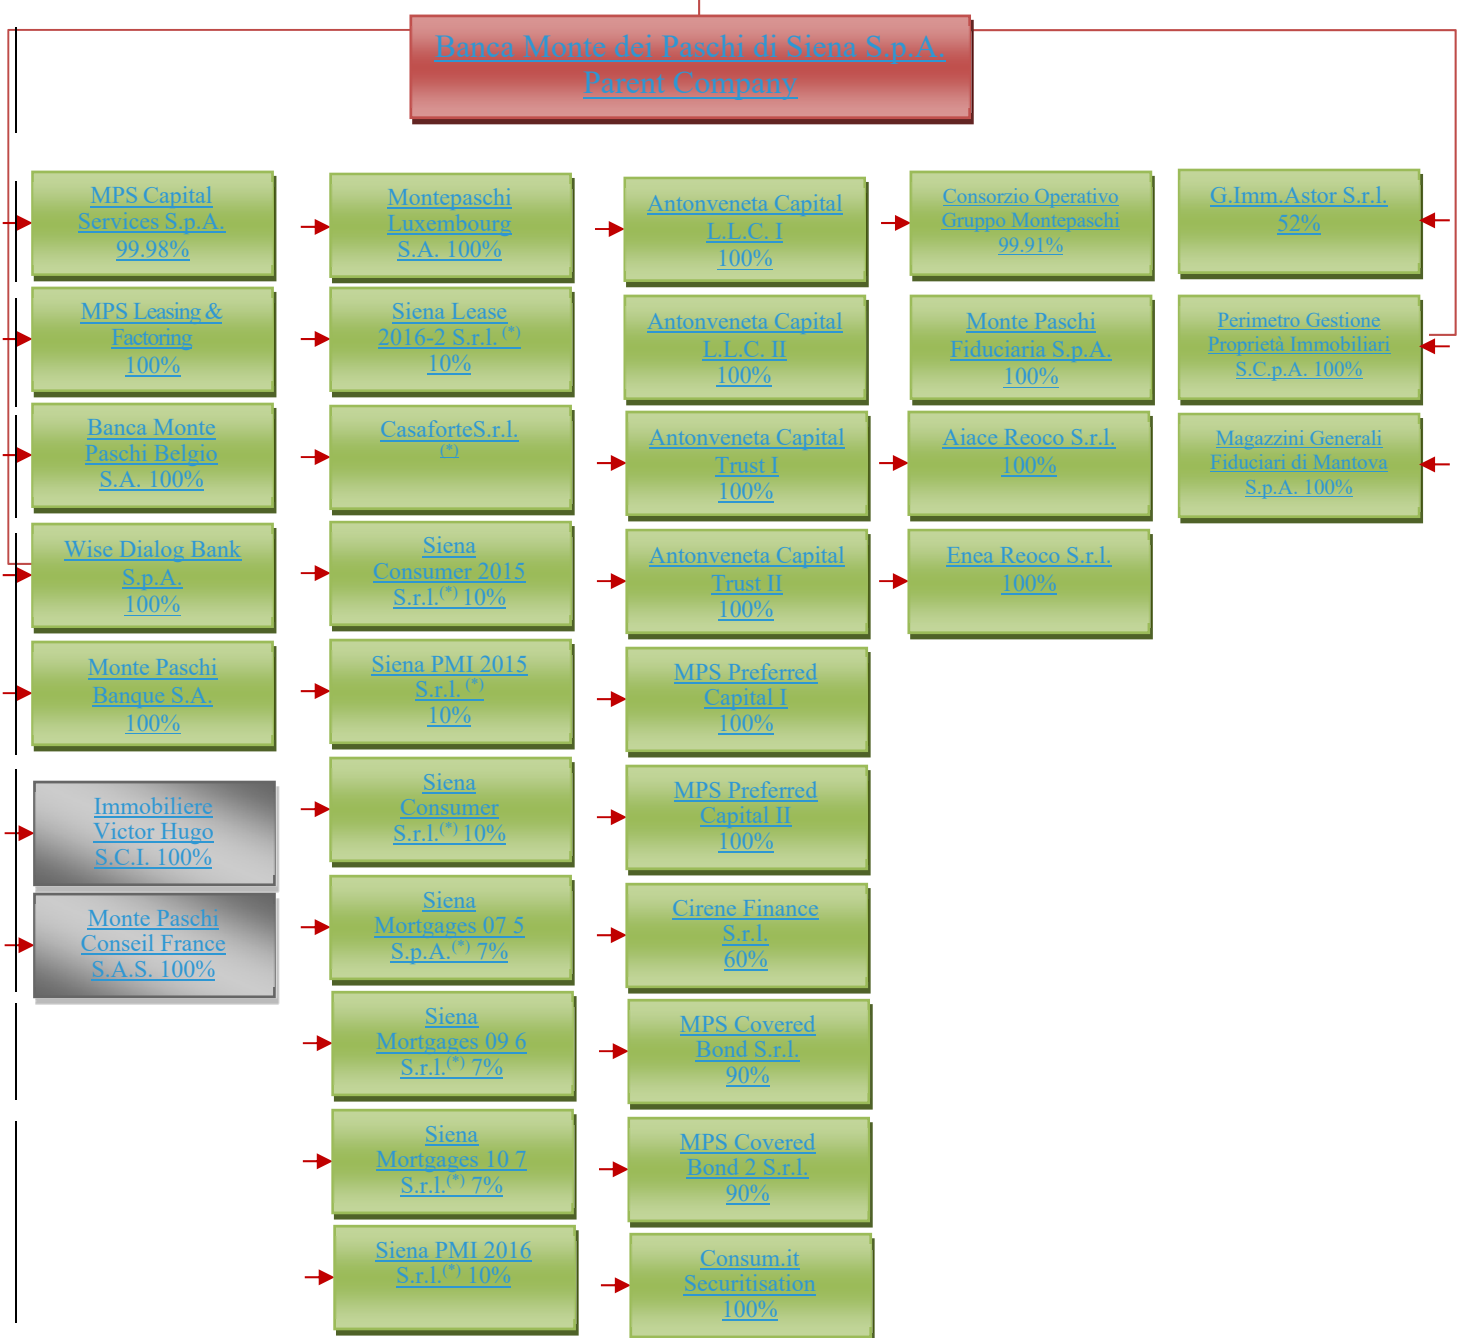 Banca Monte dei Paschi di Siena S.p.A.
Parent Company
MPS Capital
Services S.p.A.
99.98%
MPS Leasing &
Factoring
100%
Banca Monte
Paschi Belgio
S.A. 100%
Wise Dialog Bank
S.p.A.
100%
Monte Paschi
Banque S.A.
100%
Immobiliere
Victor Hugo
S.C.I. 100%
Monte Paschi
Conseil France
S.A.S. 100%
Montepaschi
Luxembourg
S.A. 100%
Siena Lease
2016-2 S.r.l. (*)
10%
CasaforteS.r.l.
(*)
Siena
Consumer 2015
S.r.l.(*) 10%
Siena PMI 2015
S.r.l. (*)
10%
Siena
Consumer
S.r.l.(*) 10%
Siena
Mortgages 07 5
S.p.A.(*) 7%
Siena
Mortgages 09 6
S.r.l.(*) 7%
Siena
Mortgages 10 7
S.r.l.(*) 7%
Siena PMI 2016
S.r.l.(*) 10%
Antonveneta Capital
L.L.C. I
100%
Antonveneta Capital
L.L.C. II
100%
Antonveneta Capital
Trust I
100%
Antonveneta Capital
Trust II
100%
MPS Preferred
Capital I
100%
MPS Preferred
Capital II
100%
Cirene Finance
S.r.l.
60%
MPS Covered
Bond S.r.l.
90%
MPS Covered
Bond 2 S.r.l.
90%
Consum.it
Securitisation
100%
Consorzio Operativo
Gruppo Montepaschi
99.91%
Monte Paschi
Fiduciaria S.p.A.
100%
Aiace Reoco S.r.l.
100%
Enea Reoco S.r.l.
100%
G.Imm.Astor S.r.l.
52%
Perimetro Gestione
Proprietà Immobiliari
S.C.p.A. 100%
Magazzini Generali
Fiduciari di Mantova
S.p.A. 100%